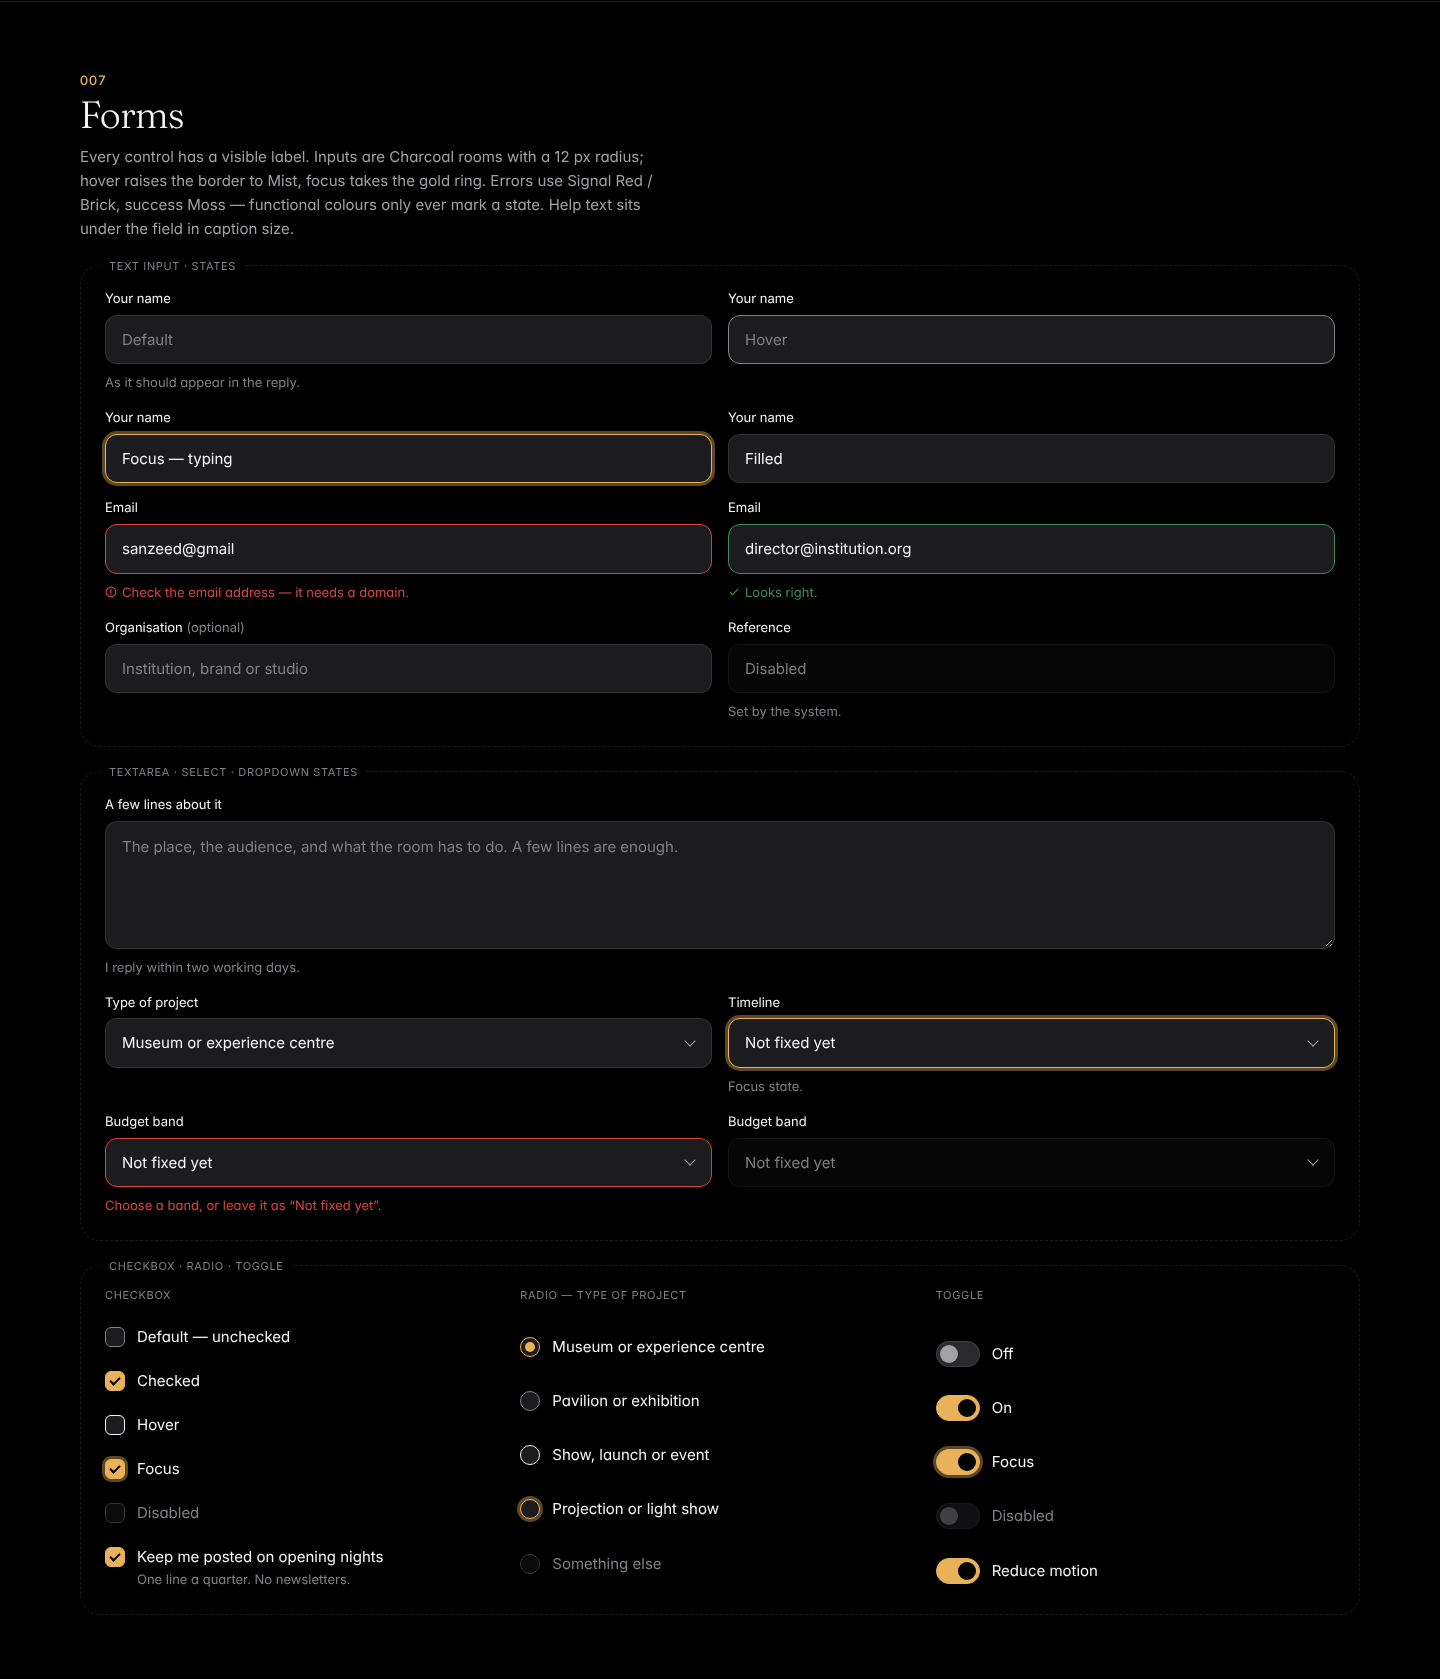 007
Forms
Every control has a visible label. Inputs are Charcoal rooms with a 12 px radius;
hover raises the border to Mist, focus takes the gold ring. Errors use Signal Red /
Brick, success Moss — functional colours only ever mark a state. Help text sits
under the field in caption size.
TEXT INPUT · STATES
Your name
Default
As it should appear in the reply.
Your name
Hover
Your name
Focus — typing
Your name
Filled
Email
sanzeed@gmail
Check the email address — it needs a domain.
Email
director@institution.org
Looks right.
Organisation (optional)
Institution, brand or studio
Reference
Disabled
Set by the system.
TEXTAREA · SELECT · DROPDOWN STATES
A few lines about it
The place, the audience, and what the room has to do. A few lines are enough.
I reply within two working days.
Type of project
Museum or experience centre
Timeline
Not fixed yet
Focus state.
Budget band
Not fixed yet
Choose a band, or leave it as “Not fixed yet”.
Budget band
Not fixed yet
CHECKBOX · RADIO · TOGGLE
CHECKBOX
Default — unchecked
Checked
Hover
Focus
Disabled
Keep me posted on opening nights
One line a quarter. No newsletters.
RADIO — TYPE OF PROJECT
Museum or experience centre
Pavilion or exhibition
Show, launch or event
Projection or light show
Something else
TOGGLE
Off
On
Focus
Disabled
Reduce motion